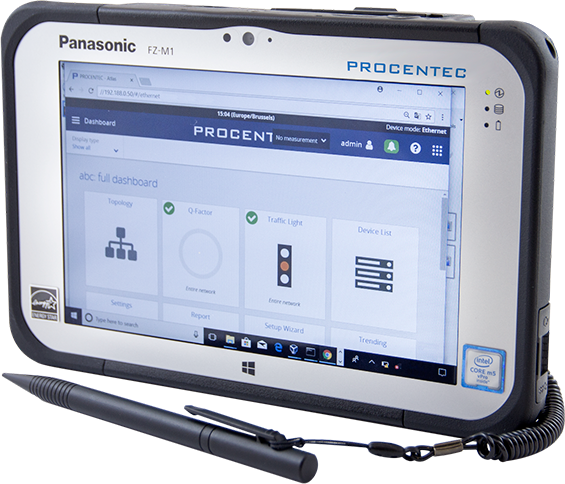 Panasonic FZ-M1
PROCENTEC
PROCENTEC - Atlas
192.168.0.50/#/ethernet
15:04 (Europe/Brussels)
Device mode: Ethernet
Dashboard
PROCENTEC
No measurement
admin
Display type
Show all
abc: full dashboard
Topology
Q-Factor
Entire network
Traffic Light
Entire network
Device List
Settings
Report
Setup Wizard
Trending
Type here to search
ENERGY STAR
intel
CORE m5
vPro
inside